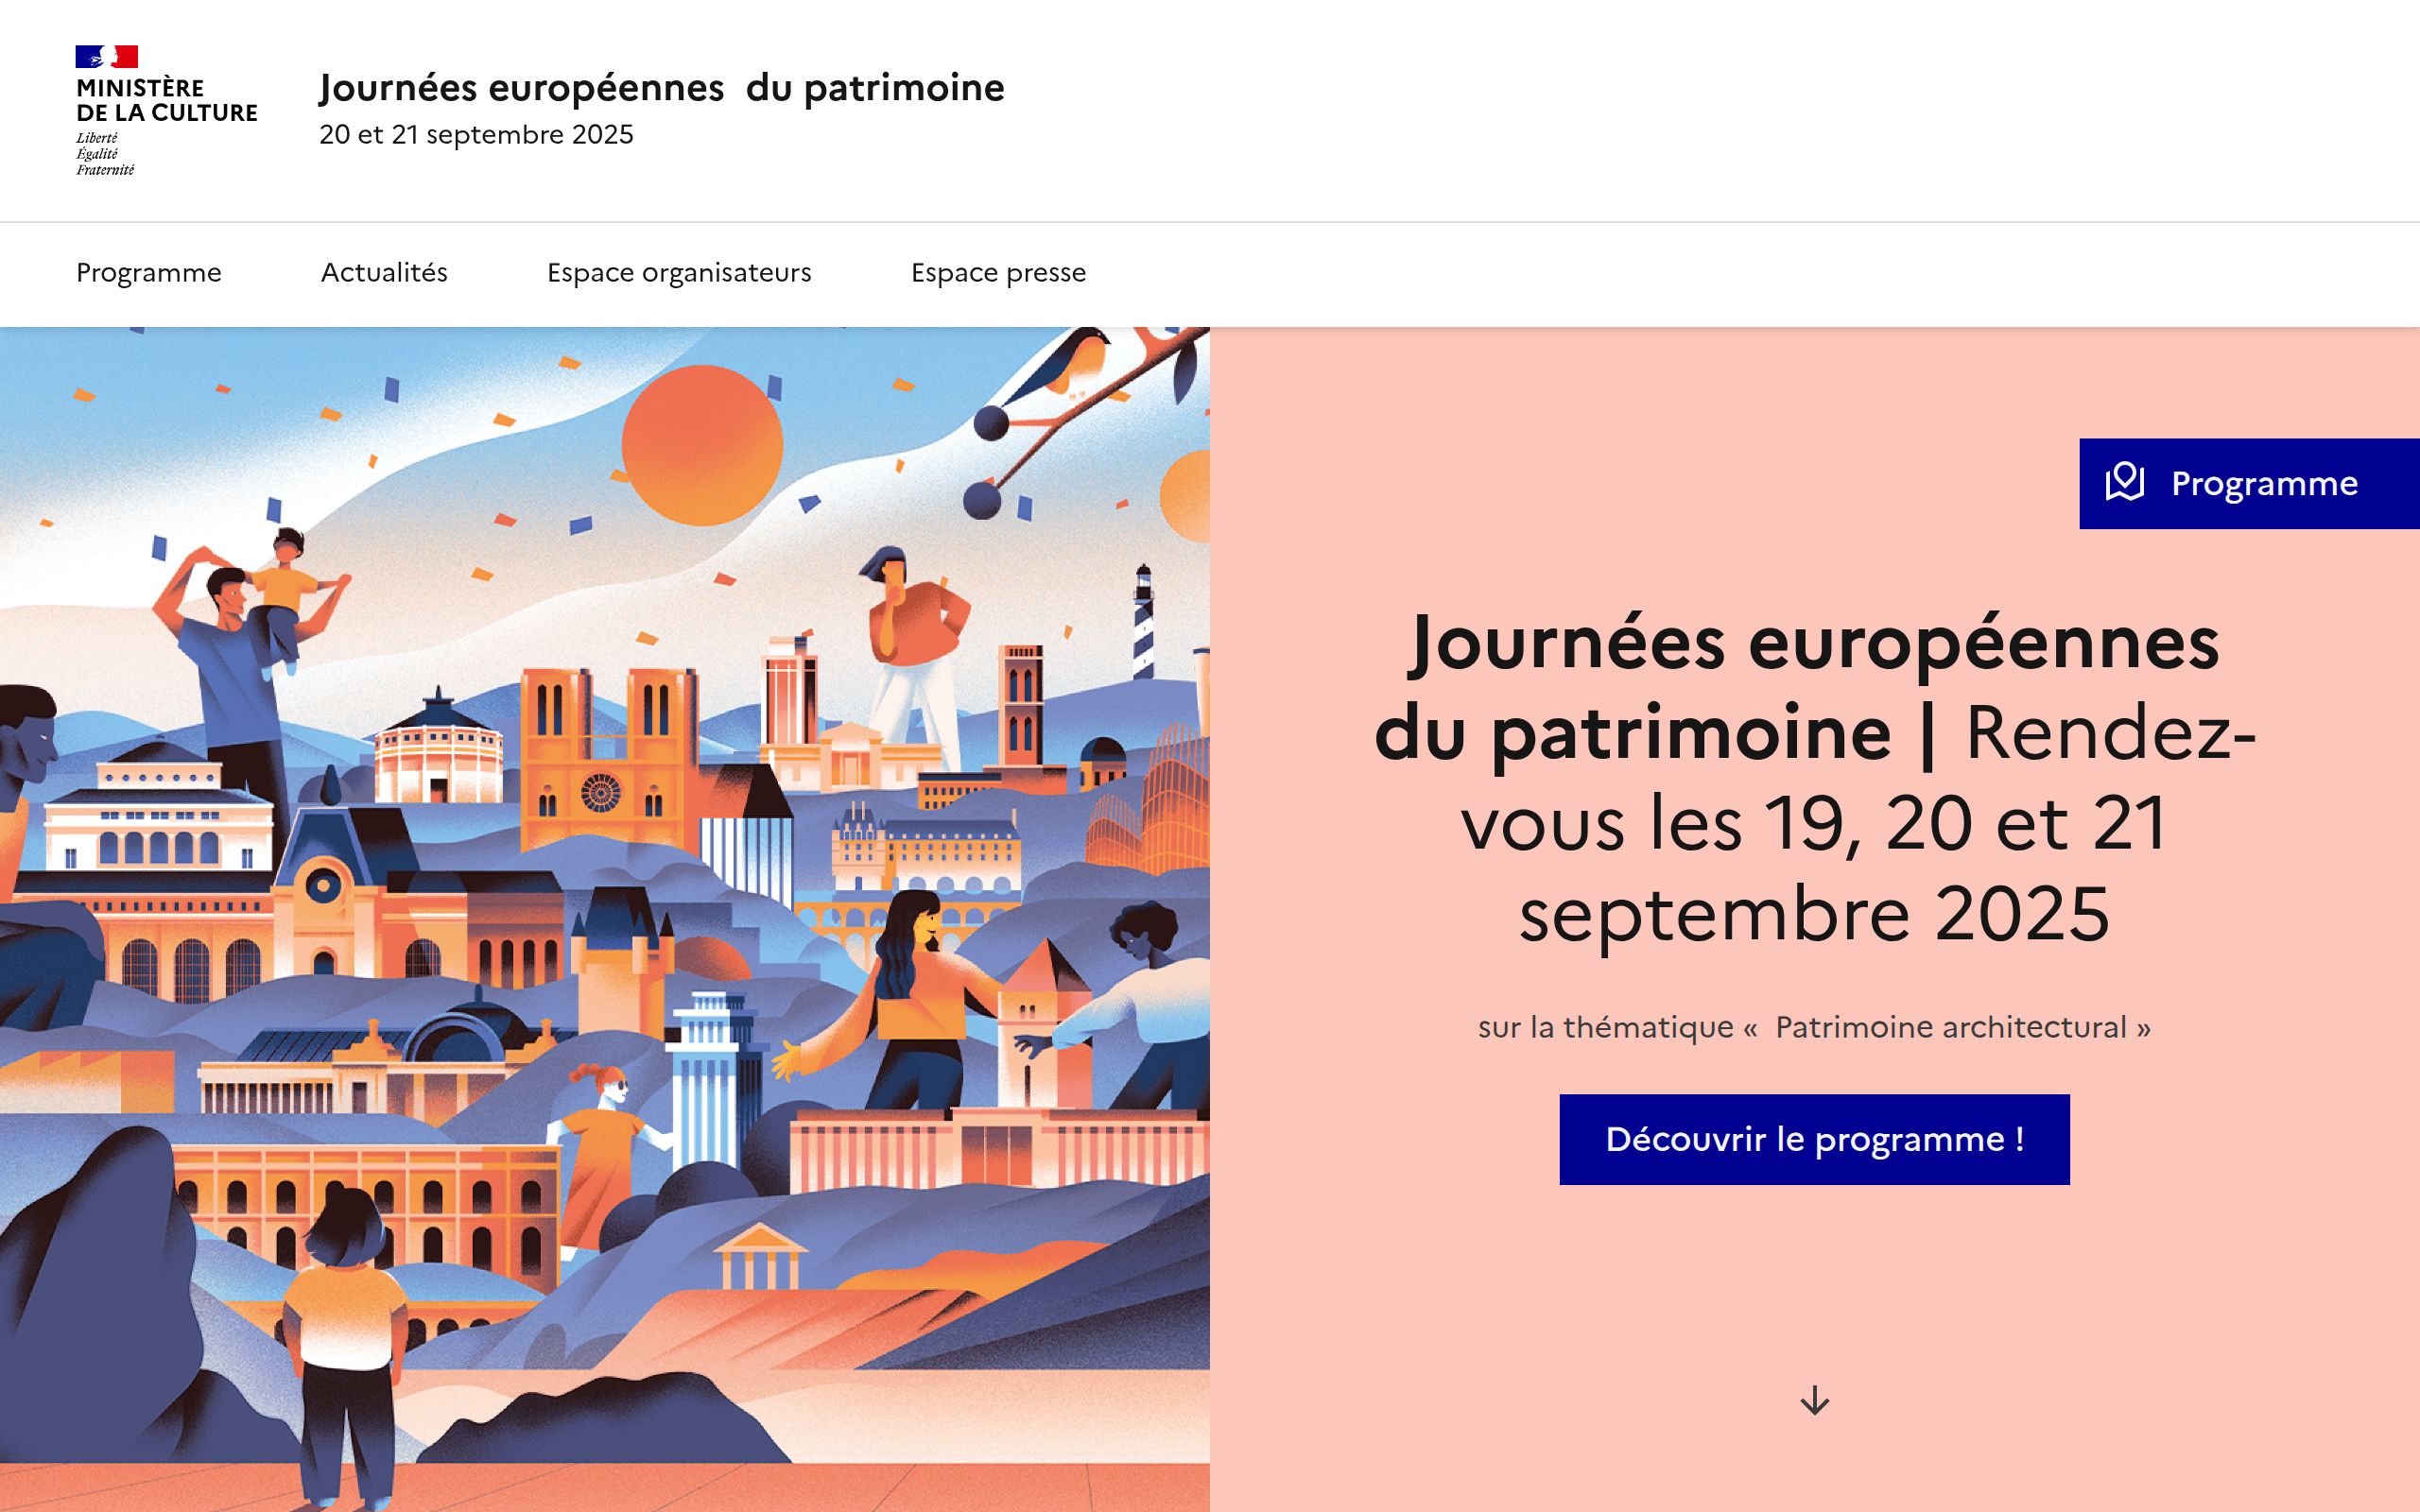 MINISTÈRE
DE LA CULTURE
Liberté
Égalité
Fraternité
Journées européennes  du patrimoine
20 et 21 septembre 2025
Programme
Actualités
Espace organisateurs
Espace presse
Programme
Journées européennes
du patrimoine | Rendez-
vous les 19, 20 et 21
septembre 2025
sur la thématique «  Patrimoine architectural »
Découvrir le programme !